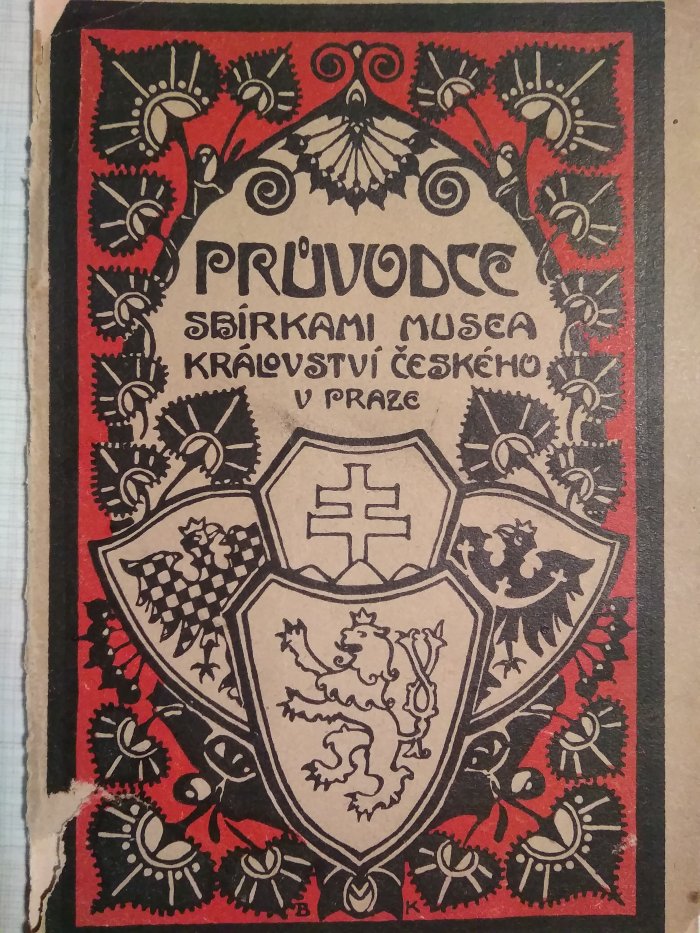 PRŮVODCE
SBÍRKAMI MUSEA
KRÁLOVSTVÍ ČESKÉHO
V PRAZE
B K